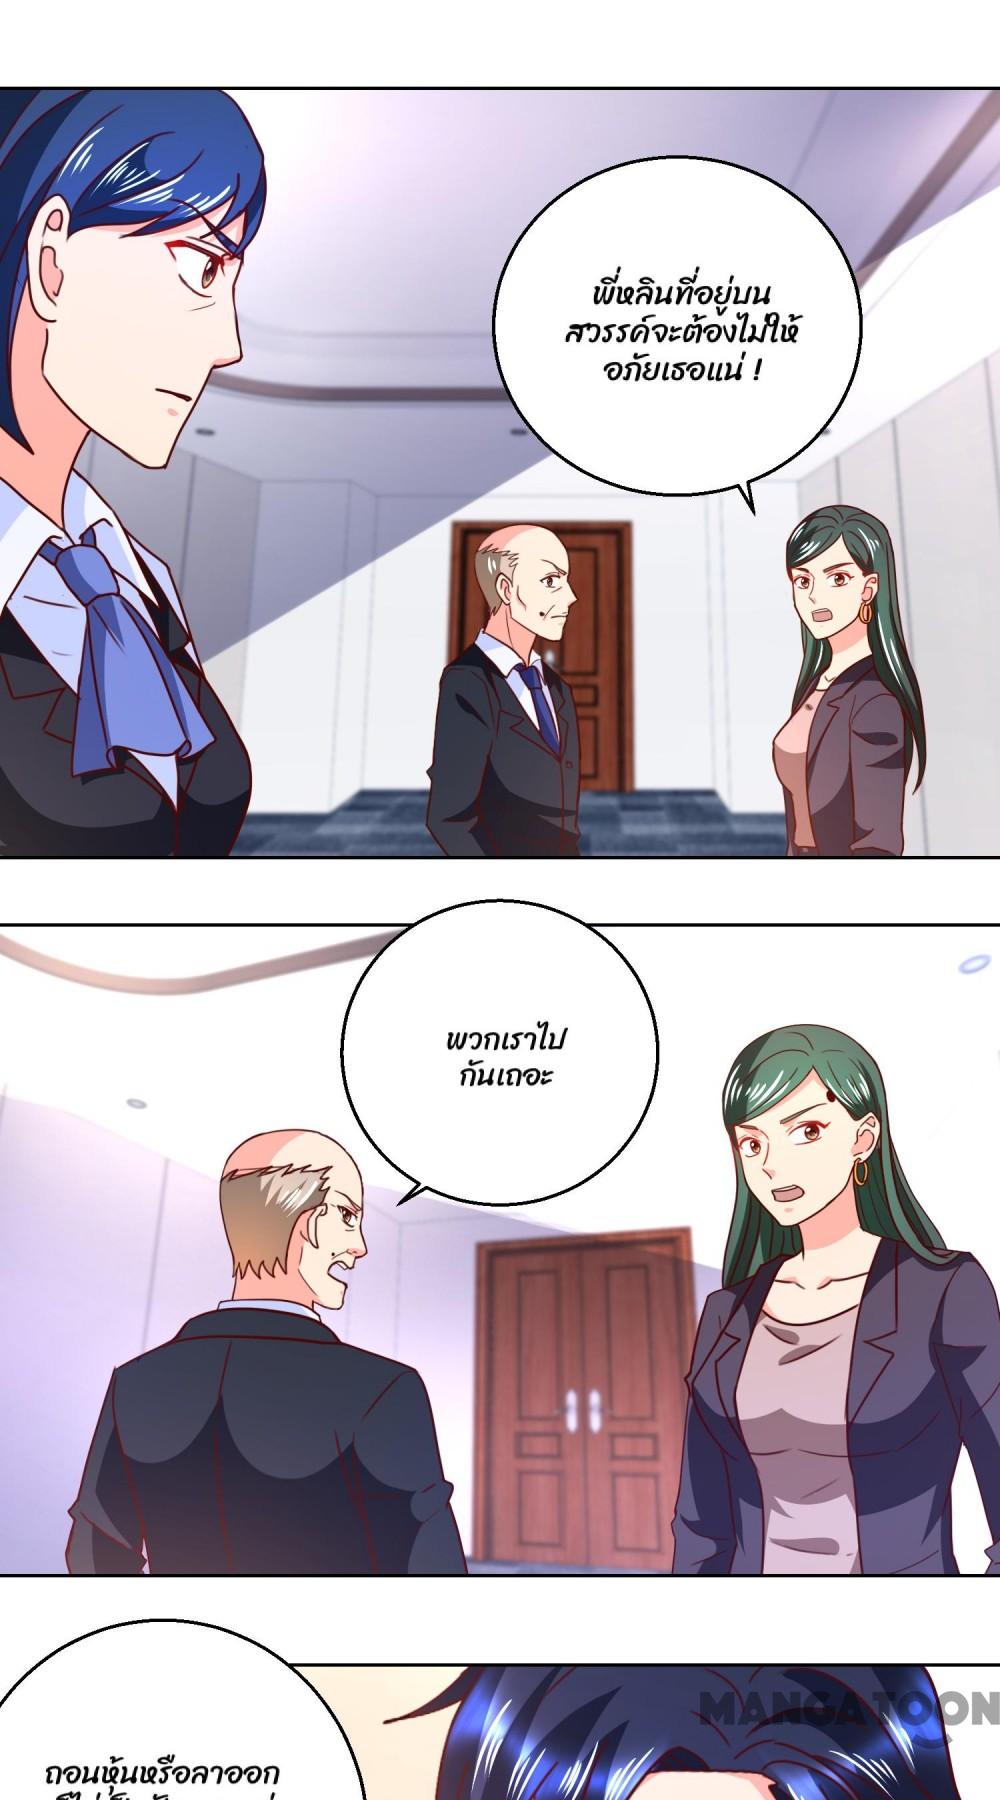 พี่หลินที่อยู่บน
สวรรค์จะต้องไม่ให้
อภัยเธอแน่ !
พวกเราไป
กันเถอะ
MANGATOON
ถอนหุ้นหรือลาออก